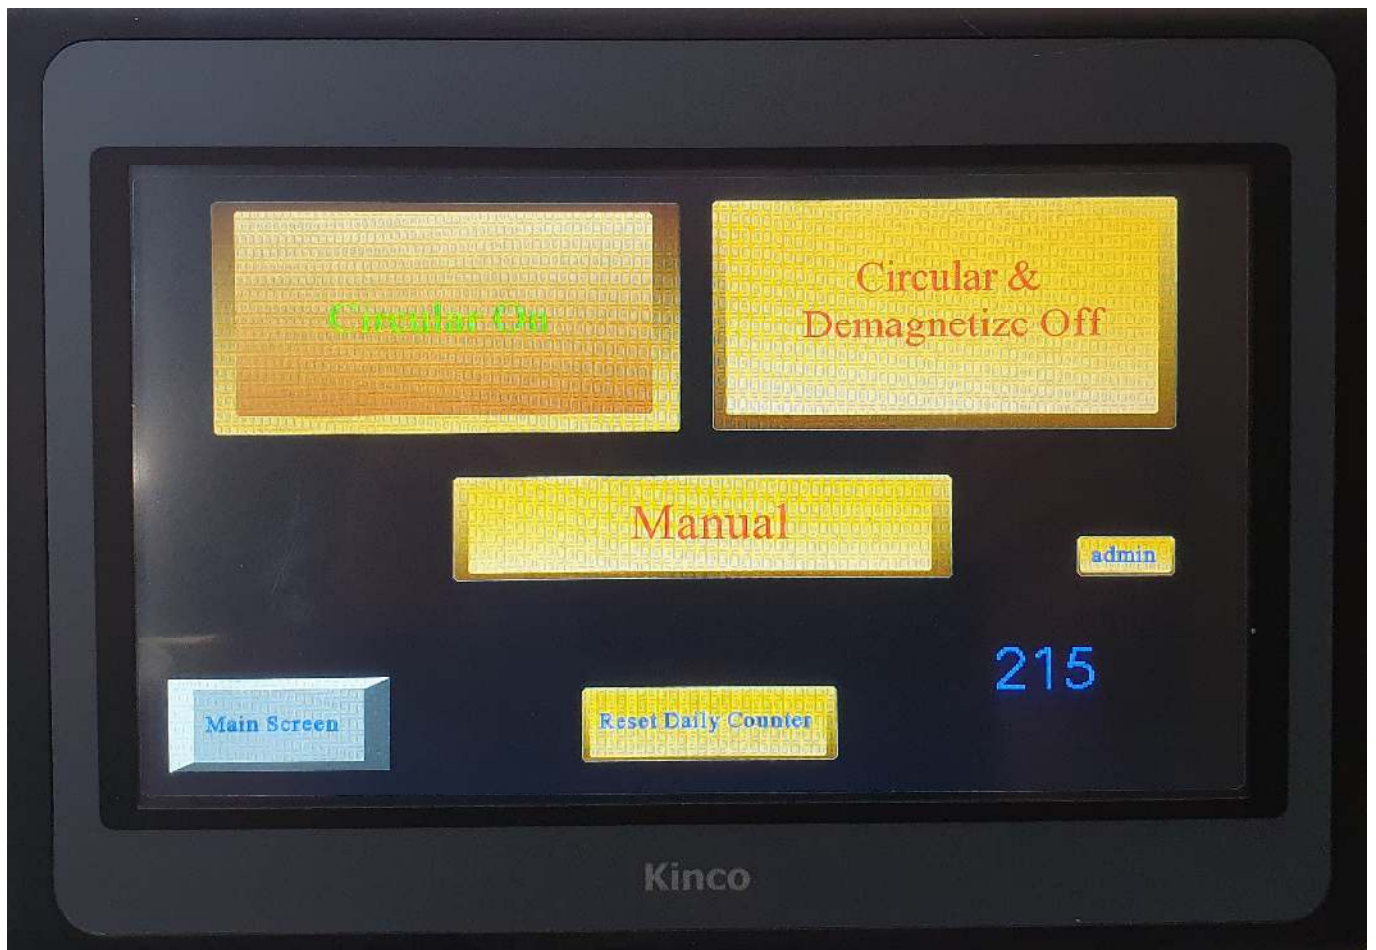 Circular On
Circular &
Demagnetize Off
Manual
admin
215
Main Screen
Reset Daily Counter
Kinco